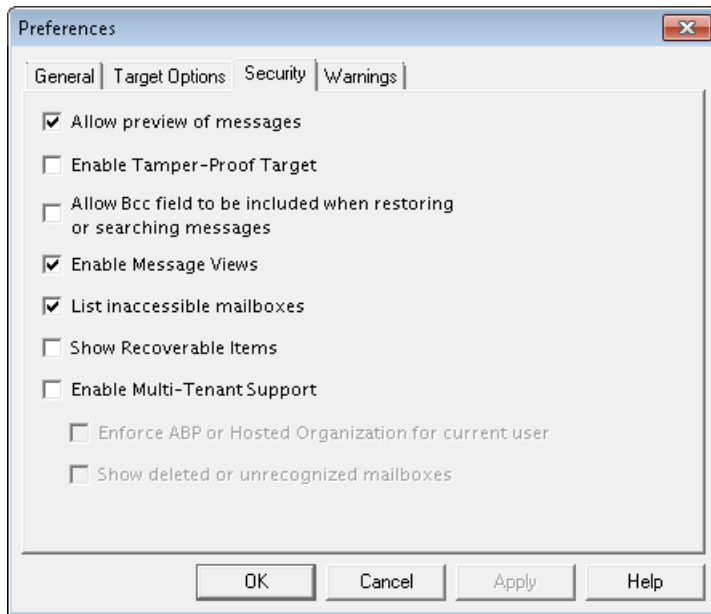 Preferences
General
Target Options
Security
Warnings
Allow preview of messages
Enable Tamper-Proof Target
Allow Bcc field to be included when restoring
or searching messages
Enable Message Views
List inaccessible mailboxes
Show Recoverable Items
Enable Multi-Tenant Support
Enforce ABP or Hosted Organization for current user
Show deleted or unrecognized mailboxes
OK
Cancel
Apply
Help